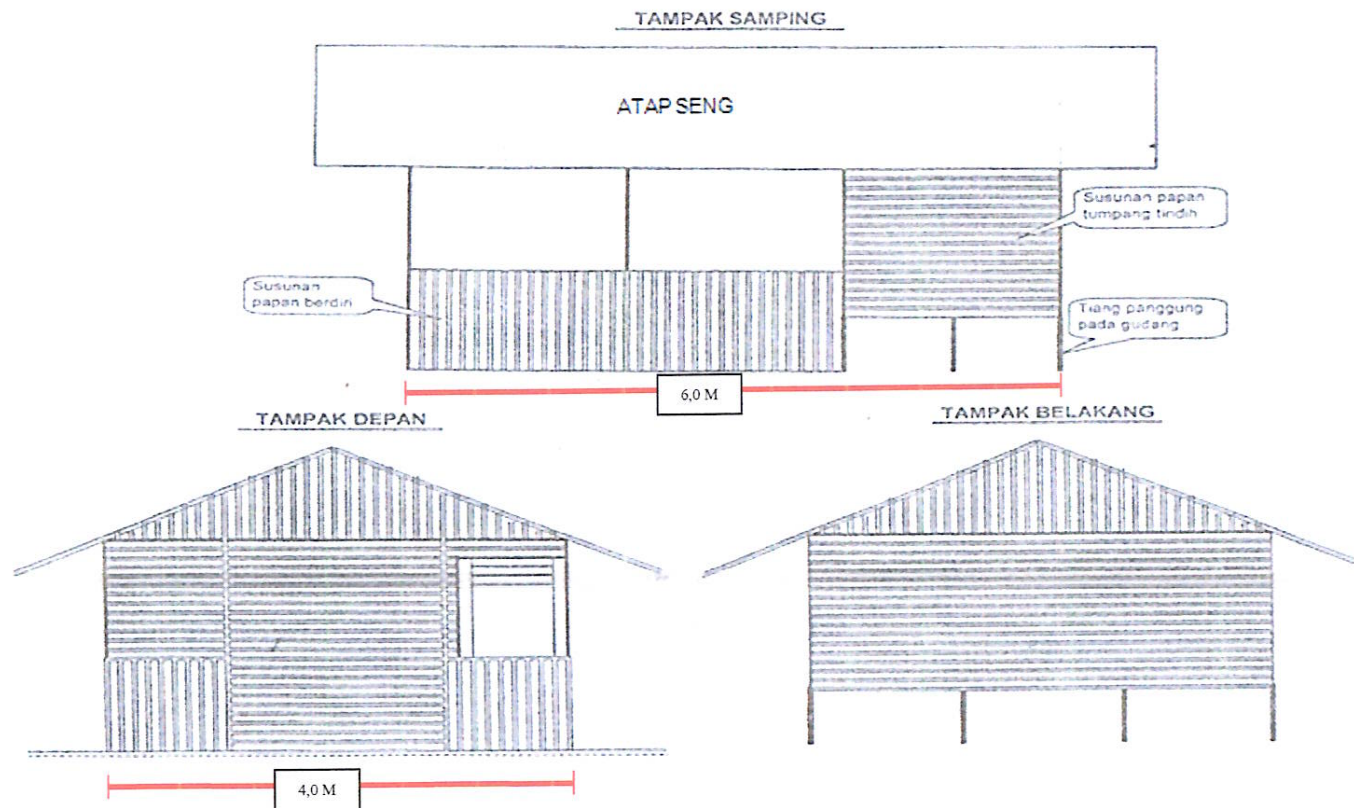 TAMPAK SAMPING
ATAP SENG
Susunan papan
tumpang tindih
Susunan
papan berdiri
Tiang panggung
pada gudang
6,0 M
TAMPAK DEPAN
TAMPAK BELAKANG
4,0 M